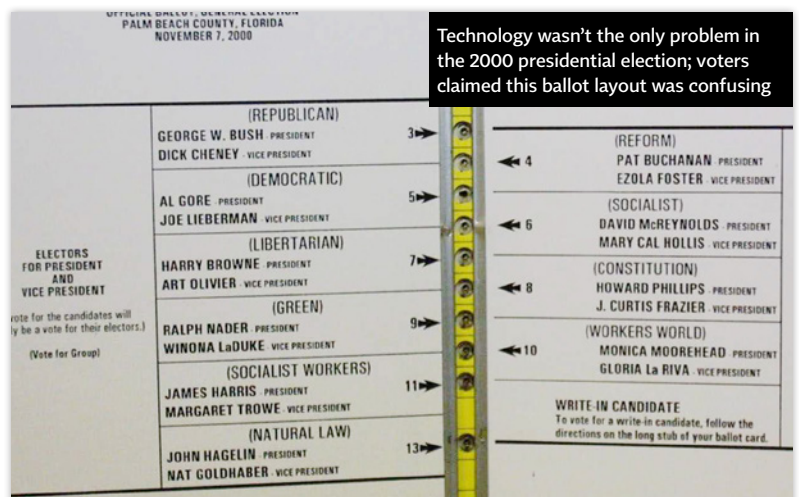 OFFICIAL BALLOT, GENERAL ELECTION
PALM BEACH COUNTY, FLORIDA
NOVEMBER 7, 2000
Technology wasn't the only problem in
the 2000 presidential election; voters
claimed this ballot layout was confusing
ELECTORS
FOR PRESIDENT
AND
VICE PRESIDENT
vote for the candidates will
be a vote for their electors.)
(Vote for Group)
(REPUBLICAN)
GEORGE W. BUSH - PRESIDENT 3
DICK CHENEY - VICE PRESIDENT
(DEMOCRATIC)
AL GORE - PRESIDENT 5
JOE LIEBERMAN - VICE PRESIDENT
(LIBERTARIAN)
HARRY BROWNE - PRESIDENT 7
ART OLIVIER - VICE PRESIDENT
(GREEN)
RALPH NADER - PRESIDENT 9
WINONA LaDUKE - VICE PRESIDENT
(SOCIALIST WORKERS)
JAMES HARRIS - PRESIDENT 11
MARGARET TROWE - VICE PRESIDENT
(NATURAL LAW)
JOHN HAGELIN - PRESIDENT 13
NAT GOLDHABER - VICE PRESIDENT
(REFORM)
4 PAT BUCHANAN - PRESIDENT
EZOLA FOSTER - VICE PRESIDENT
(SOCIALIST)
6 DAVID McREYNOLDS - PRESIDENT
MARY CAL HOLLIS - VICE PRESIDENT
(CONSTITUTION)
8 HOWARD PHILLIPS - PRESIDENT
J. CURTIS FRAZIER - VICE PRESIDENT
(WORKERS WORLD)
10 MONICA MOOREHEAD - PRESIDENT
GLORIA La RIVA - VICE PRESIDENT
WRITE-IN CANDIDATE
To vote for a write-in candidate, follow the
directions on the long stub of your ballot card.